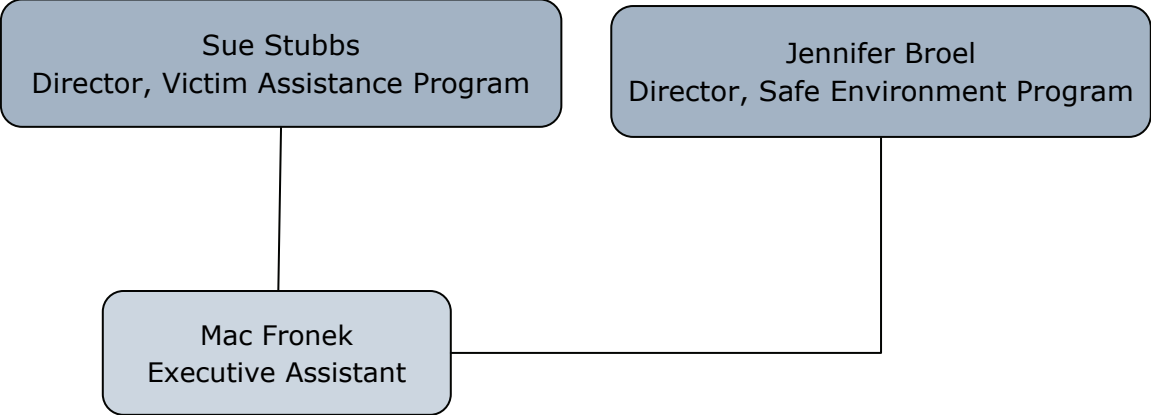 Sue Stubbs
Director, Victim Assistance Program
Jennifer Broel
Director, Safe Environment Program
Mac Fronek
Executive Assistant